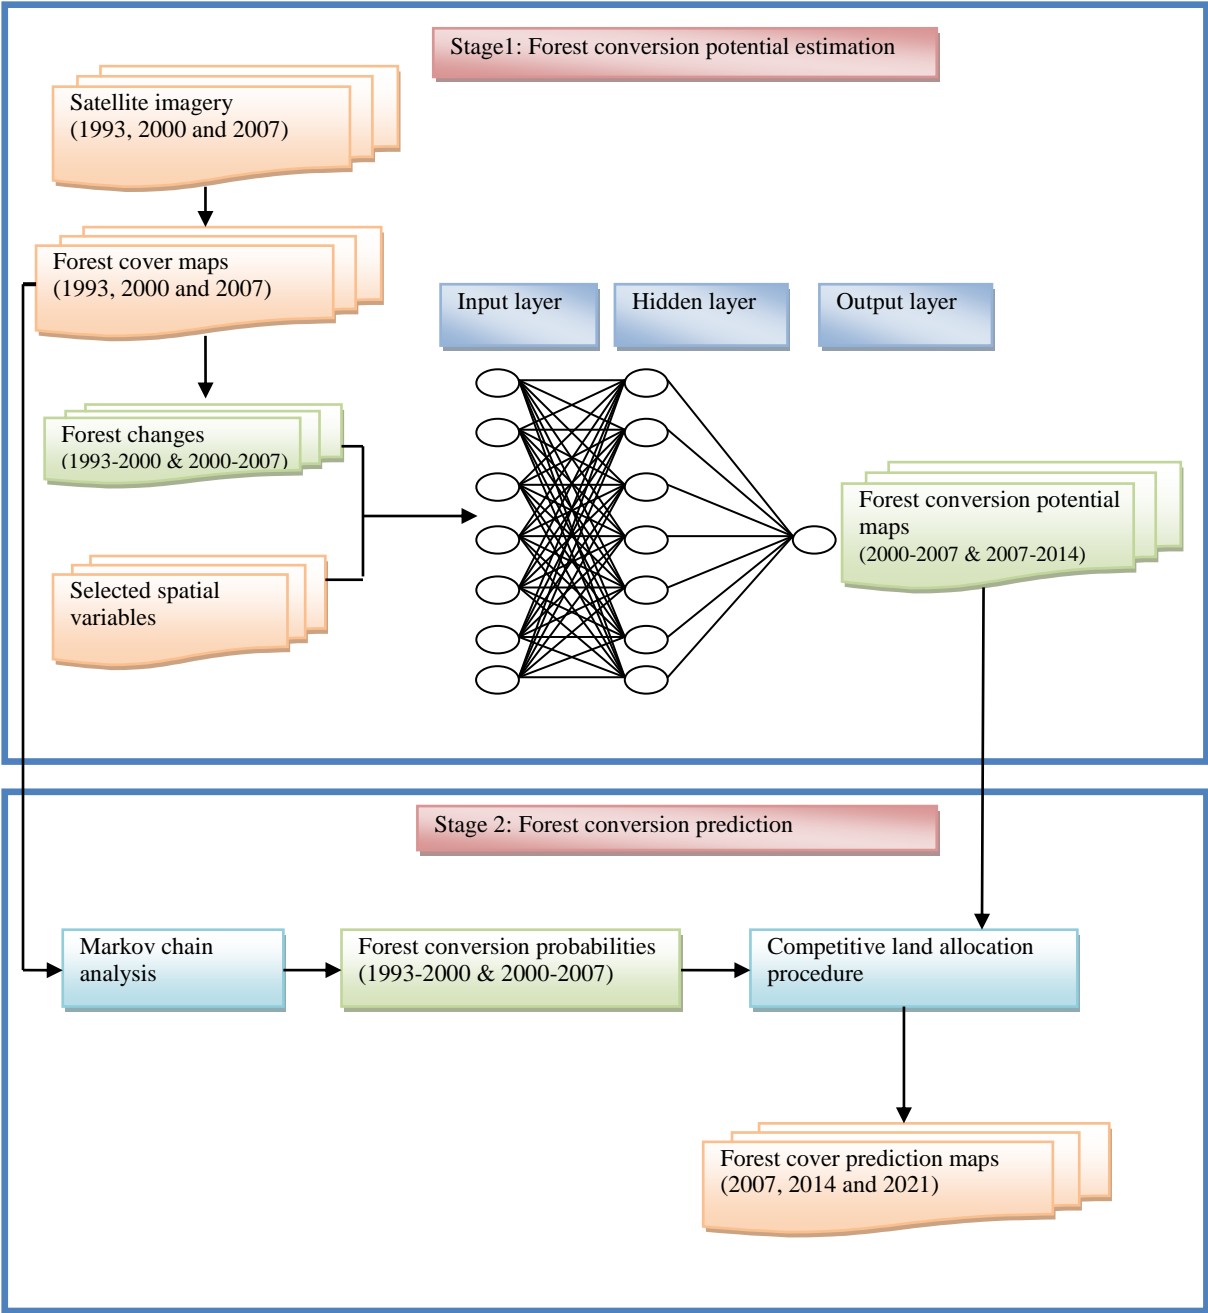 Stage1: Forest conversion potential estimation
Satellite imagery
(1993, 2000 and 2007)
Forest cover maps
(1993, 2000 and 2007)
Input layer
Hidden layer
Output layer
Forest changes
(1993-2000 & 2000-2007)
Selected spatial
variables
Forest conversion potential
maps
(2000-2007 & 2007-2014)
Stage 2: Forest conversion prediction
Markov chain
analysis
Forest conversion probabilities
(1993-2000 & 2000-2007)
Competitive land allocation
procedure
Forest cover prediction maps
(2007, 2014 and 2021)